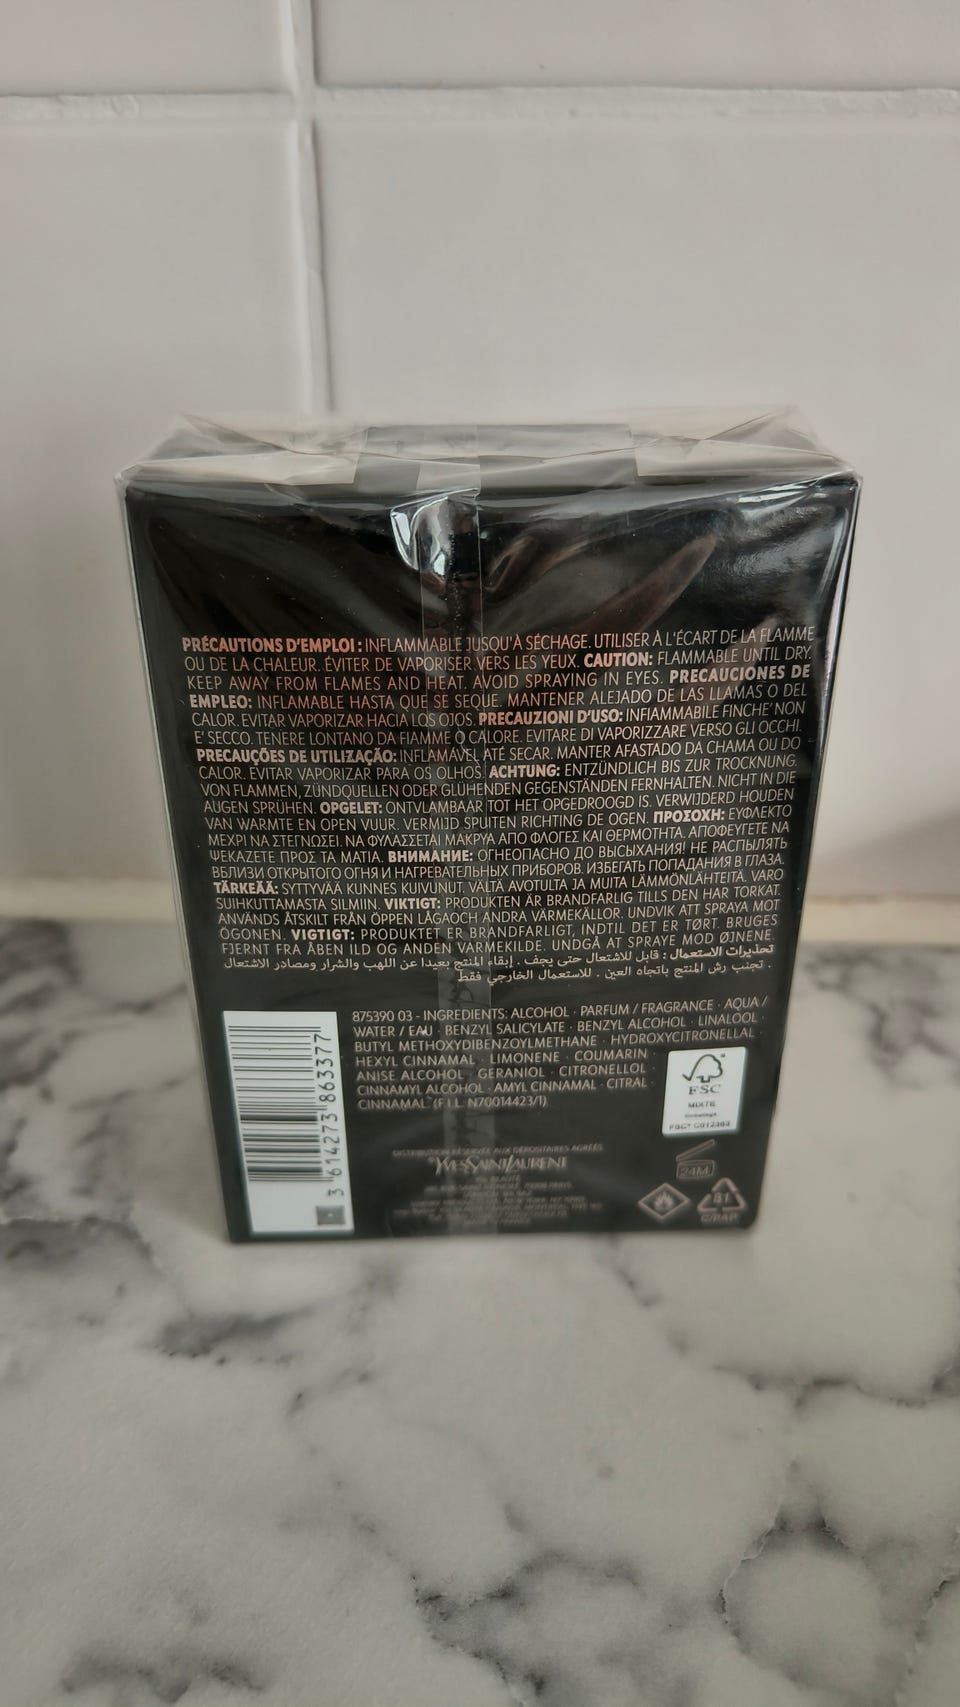 PRÉCAUTIONS D'EMPLOI : INFLAMMABLE JUSQU'À SÉCHAGE. UTILISER À L'ÉCART DE LA FLAMME
OU DE LA CHALEUR. ÉVITER DE VAPORISER VERS LES YEUX. CAUTION: FLAMMABLE UNTIL DRY.
KEEP AWAY FROM FLAMES AND HEAT. AVOID SPRAYING IN EYES. PRECAUCIONES DE
EMPLEO: INFLAMABLE HASTA QUE SE SEQUE. MANTENER ALEJADO DE LAS LLAMAS O DEL
CALOR. EVITAR VAPORIZAR HACIA LOS OJOS. PRECAUZIONI D'USO: INFIAMMABILE FINCHE' NON
E' SECCO. TENERE LONTANO DA FIAMME O CALORE. EVITARE DI VAPORIZZARE VERSO GLI OCCHI.
PRECAUÇÕES DE UTILIZAÇÃO: INFLAMÁVEL ATÉ SECAR. MANTER AFASTADO DA CHAMA OU DO
CALOR. EVITAR VAPORIZAR PARA OS OLHOS. ACHTUNG: ENTZÜNDLICH BIS ZUR TROCKNUNG.
VON FLAMMEN, ZÜNDQUELLEN ODER GLÜHENDEN GEGENSTÄNDEN FERNHALTEN. NICHT IN DIE
AUGEN SPRÜHEN. OPGELET: ONTVLAMBAAR TOT HET OPGEDROOGD IS. VERWIJDERD HOUDEN
VAN WARMTE EN OPEN VUUR. VERMIJD SPUITEN RICHTING DE OGEN. ΠΡΟΣΟΧΗ: ΕΥΦΛΕΚΤΟ
ΜΕΧΡΙ ΝΑ ΣΤΕΓΝΩΣΕΙ. ΝΑ ΦΥΛΑΣΣΕΤΑΙ ΜΑΚΡΥΑ ΑΠΟ ΦΛΟΓΕΣ ΚΑΙ ΘΕΡΜΟΤΗΤΑ. ΑΠΟΦΕΥΓΕΤΕ ΝΑ
ΨΕΚΑΖΕΤΕ ΠΡΟΣ ΤΑ ΜΑΤΙΑ. ВНИМАНИЕ: ОГНЕОПАСНО ДО ВЫСЫХАНИЯ! НЕ РАСПЫЛЯТЬ
ВБЛИЗИ ОТКРЫТОГО ОГНЯ И НАГРЕВАТЕЛЬНЫХ ПРИБОРОВ. ИЗБЕГАТЬ ПОПАДАНИЯ В ГЛАЗА.
TÄRKEÄÄ: SYTTYVÄÄ KUNNES KUIVUNUT. VÄLTÄ AVOTULTA JA MUITA LÄMMÖNLÄHTEITÄ. VARO
SUIHKUTTAMASTA SILMIIN. VIKTIGT: PRODUKTEN ÄR BRANDFARLIG TILLS DEN HAR TORKAT.
ANVÄNDS ÅTSKILT FRÅN ÖPPEN LÅGAOCH ANDRA VÄRMEKÄLLOR. UNDVIK ATT SPRAYA MOT
ÖGONEN. VIGTIGT: PRODUKTET ER BRANDFARLIGT, INDTIL DET ER TØRT. BRUGES
FJERNT FRA ÅBEN ILD OG ANDEN VARMEKILDE. UNDGÅ AT SPRAYE MOD ØJNENE.
تحذيرات الاستعمال : قابل للاشتعال حتى يجف . إبقاء المنتج بعيدا عن اللهب والشرار ومصادر الاشتعال
. تجنب رش المنتج باتجاه العين . للاستعمال الخارجي فقط
875390 03 - INGREDIENTS: ALCOHOL · PARFUM / FRAGRANCE · AQUA /
WATER / EAU · BENZYL SALICYLATE · BENZYL ALCOHOL · LINALOOL ·
BUTYL METHOXYDIBENZOYLMETHANE · HYDROXYCITRONELLAL ·
HEXYL CINNAMAL · LIMONENE · COUMARIN ·
ANISE ALCOHOL · GERANIOL · CITRONELLOL ·
CINNAMYL ALCOHOL · AMYL CINNAMAL · CITRAL ·
CINNAMAL (F.I.L. N70014423/1)
3 614273 863377
FSC
MIXTE
DISTRIBUTION RÉSERVÉE AUX DÉPOSITAIRES AGRÉÉS
YVESSAINTLAURENT
24M
81
C/PAP